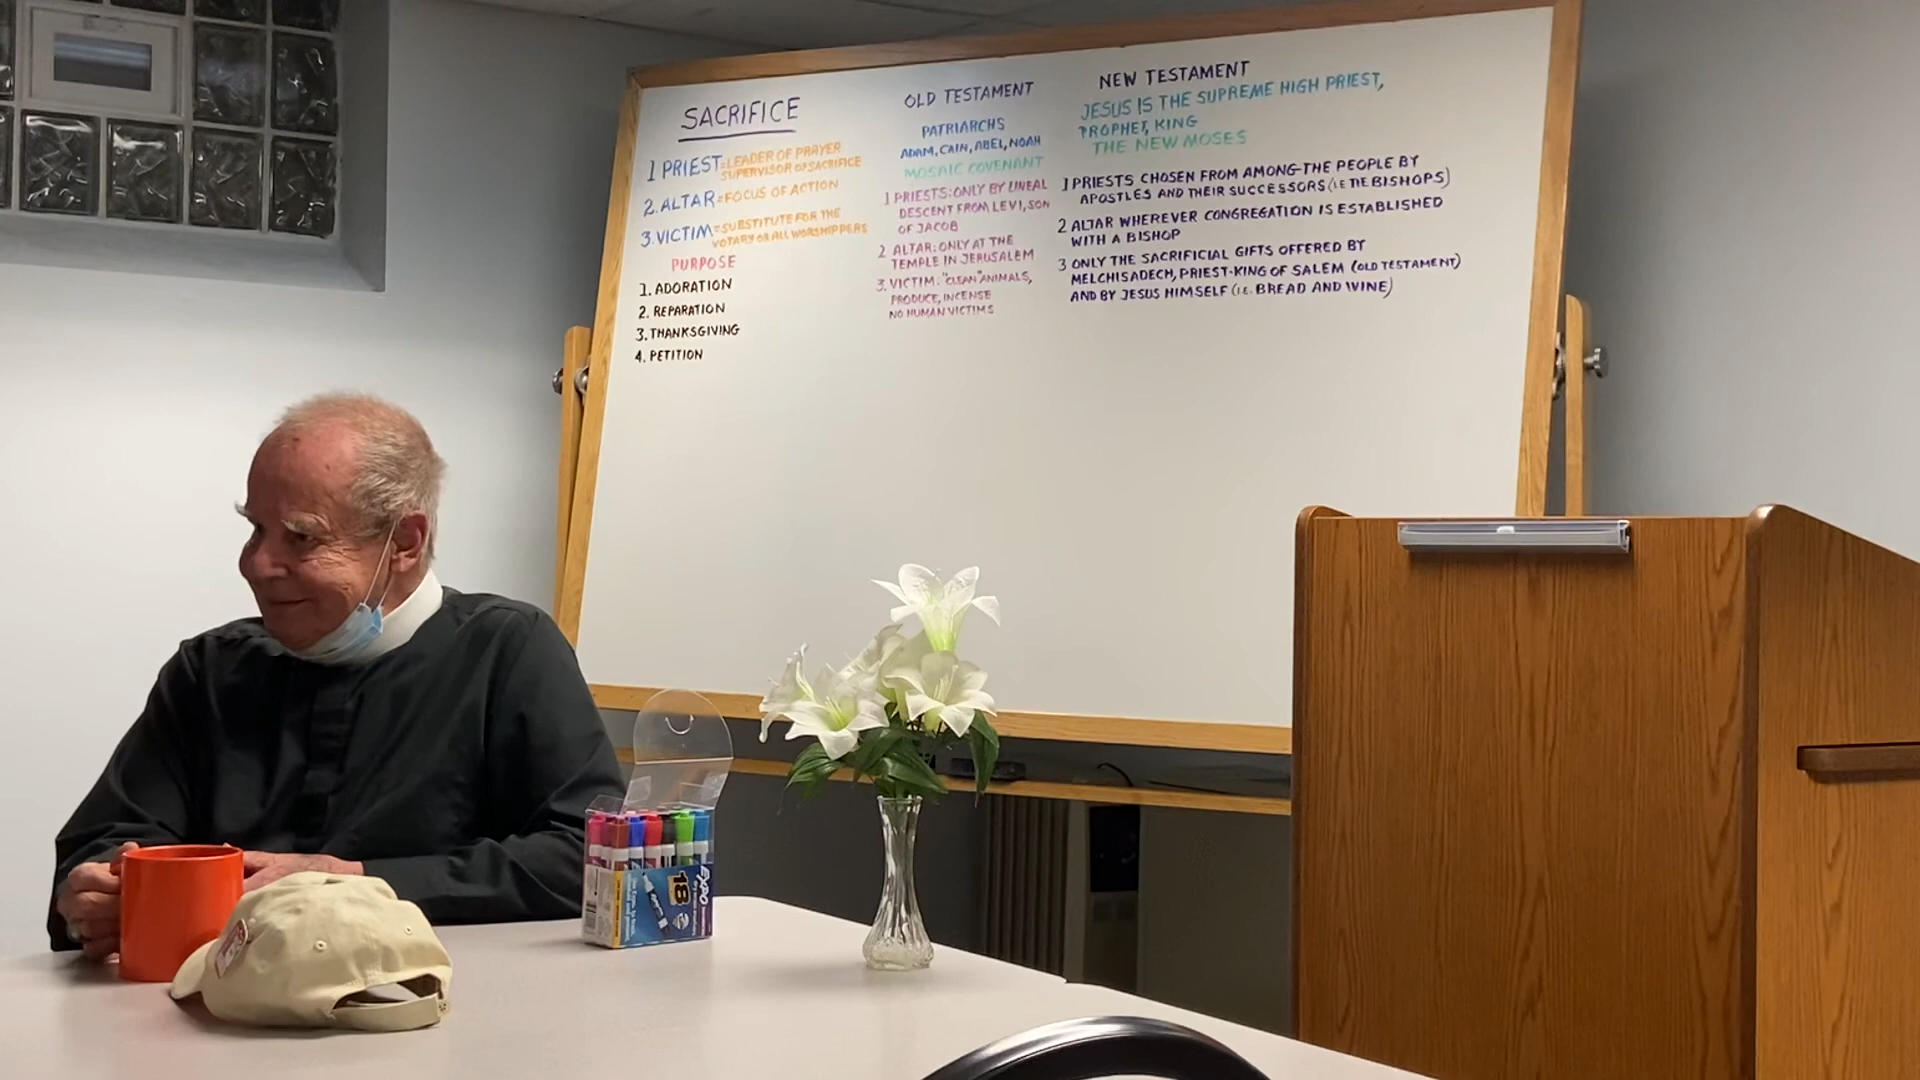 SACRIFICE
1 PRIEST=LEADER OF PRAYER
SUPERVISOR OF SACRIFICE
2. ALTAR=FOCUS OF ACTION
3. VICTIM=SUBSTITUTE FOR THE
VOTARY OR ALL WORSHIPPERS
PURPOSE
1. ADORATION
2. REPARATION
3. THANKSGIVING
4. PETITION
OLD TESTAMENT
PATRIARCHS
ADAM, CAIN, ABEL, NOAH
MOSAIC COVENANT
1 PRIESTS: ONLY BY LINEAL
DESCENT FROM LEVI, SON
OF JACOB
2 ALTAR: ONLY AT THE
TEMPLE IN JERUSALEM
3. VICTIM: "CLEAN" ANIMALS,
PRODUCE, INCENSE
NO HUMAN VICTIMS
NEW TESTAMENT
JESUS IS THE SUPREME HIGH PRIEST,
PROPHET, KING
THE NEW MOSES
1 PRIESTS CHOSEN FROM AMONG THE PEOPLE BY
APOSTLES AND THEIR SUCCESSORS (I.E THE BISHOPS)
2 ALTAR WHEREVER CONGREGATION IS ESTABLISHED
WITH A BISHOP
3 ONLY THE SACRIFICIAL GIFTS OFFERED BY
MELCHISADECH, PRIEST-KING OF SALEM (OLD TESTAMENT)
AND BY JESUS HIMSELF (I.E. BREAD AND WINE)
EXPO
18